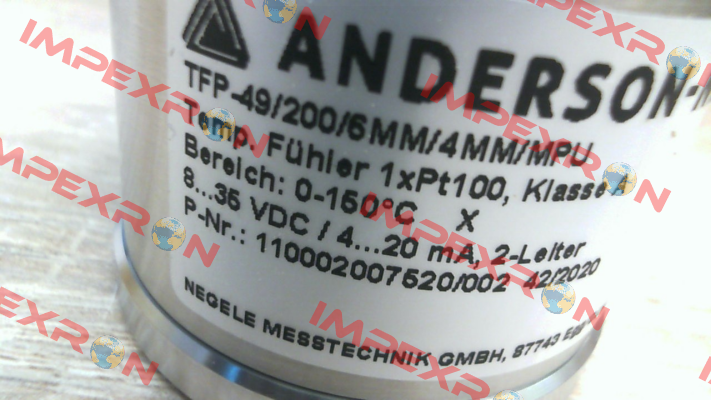 ANDERSON-N
TFP-49/200/6MM/4MM/MPU
Temp. Fühler 1xPt100, Klasse A
Bereich: 0-150°C X
8...35 VDC / 4...20 mA, 2-Leiter
P-Nr.: 110002007520/002 42/2020
NEGELE MESSTECHNIK GMBH, 87743
IMPEXRON
IMPEXRON
IMPEXRON
IMPEXRON
IMPEXRON
IMPEXRON